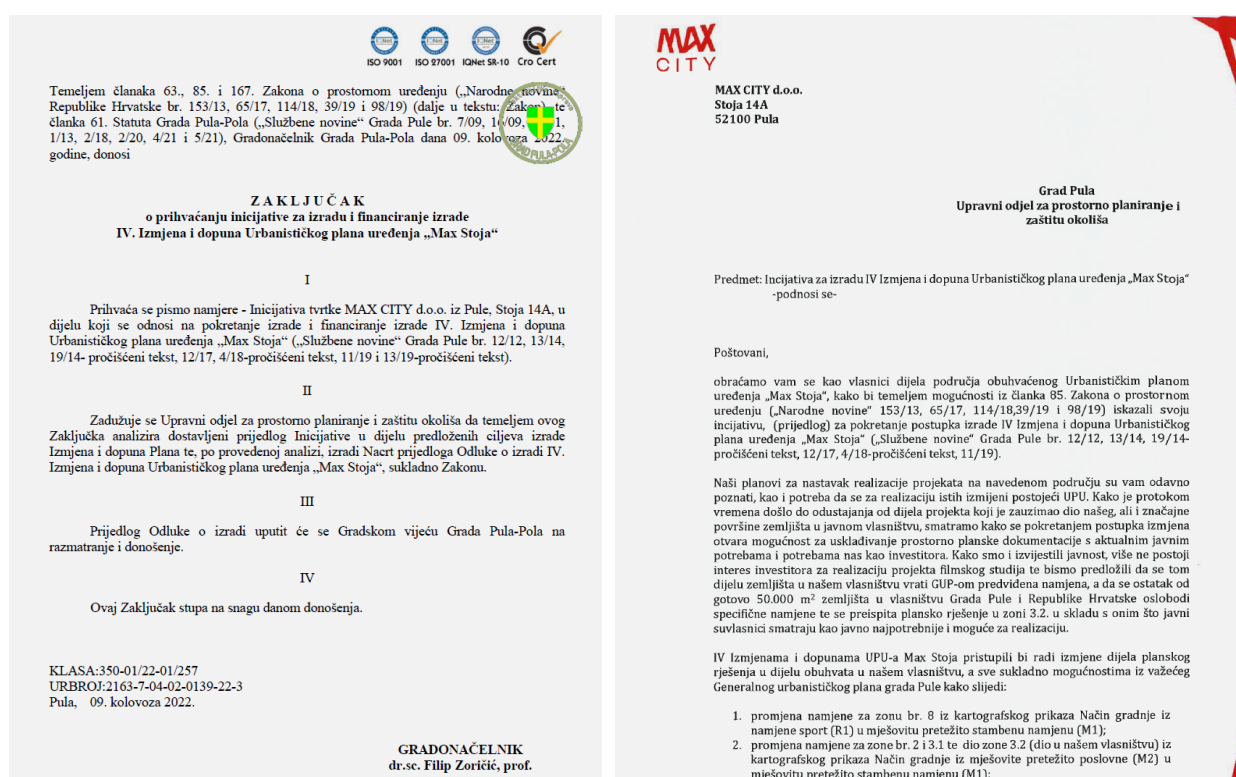 ISO 9001 ISO 27001 IQNet SR-10 Cro Cert
Temeljem članaka 63., 85. i 167. Zakona o prostornom uređenju („Narodne novine“
Republike Hrvatske br. 153/13, 65/17, 114/18, 39/19 i 98/19) (dalje u tekstu: Zakon), te
članka 61. Statuta Grada Pula-Pola („Službene novine“ Grada Pule br. 7/09,
1/13, 2/18, 2/20, 4/21 i 5/21), Gradonačelnik Grada Pula-Pola dana 09. kolovoza 2022.
godine, donosi
Z A K L J U Č A K
o prihvaćanju inicijative za izradu i financiranje izrade
IV. Izmjena i dopuna Urbanističkog plana uređenja „Max Stoja“
I
Prihvaća se pismo namjere - Inicijativa tvrtke MAX CITY d.o.o. iz Pule, Stoja 14A, u
dijelu koji se odnosi na pokretanje izrade i financiranje izrade IV. Izmjena i dopuna
Urbanističkog plana uređenja „Max Stoja“ („Službene novine“ Grada Pule br. 12/12, 13/14,
19/14- pročišćeni tekst, 12/17, 4/18-pročišćeni tekst, 11/19 i 13/19-pročišćeni tekst).
II
Zadužuje se Upravni odjel za prostorno planiranje i zaštitu okoliša da temeljem ovog
Zaključka analizira dostavljeni prijedlog Inicijative u dijelu predloženih ciljeva izrade
Izmjena i dopuna Plana te, po provedenoj analizi, izradi Nacrt prijedloga Odluke o izradi IV.
Izmjena i dopuna Urbanističkog plana uređenja „Max Stoja“, sukladno Zakonu.
III
Prijedlog Odluke o izradi uputit će se Gradskom vijeću Grada Pula-Pola na
razmatranje i donošenje.
IV
Ovaj Zaključak stupa na snagu danom donošenja.
KLASA:350-01/22-01/257
URBROJ:2163-7-04-02-0139-22-3
Pula, 09. kolovoza 2022.
GRADONAČELNIK
dr.sc. Filip Zoričić, prof.
MAX
CITY
MAX CITY d.o.o.
Stoja 14A
52100 Pula
Grad Pula
Upravni odjel za prostorno planiranje i
zaštitu okoliša
Predmet: Incijativa za izradu IV Izmjena i dopuna Urbanističkog plana uređenja „Max Stoja“
-podnosi se-
Poštovani,
obraćamo vam se kao vlasnici dijela područja obuhvaćenog Urbanističkim planom
uređenja „Max Stoja“, kako bi temeljem mogućnosti iz članka 85. Zakona o prostornom
uređenju („Narodne novine“ 153/13, 65/17, 114/18,39/19 i 98/19) iskazali svoju
incijativu, (prijedlog) za pokretanje postupka izrade IV Izmjena i dopuna Urbanističkog
plana uređenja „Max Stoja“ („Službene novine“ Grada Pule br. 12/12, 13/14, 19/14-
pročišćeni tekst, 12/17, 4/18-pročišćeni tekst, 11/19).
Naši planovi za nastavak realizacije projekata na navedenom području su vam odavno
poznati, kao i potreba da se za realizaciju istih izmijeni postojeći UPU. Kako je protokom
vremena došlo do odustajanja od dijela projekta koji je zauzimao dio našeg, ali i značajne
površine zemljišta u javnom vlasništvu, smatramo kako se pokretanjem postupka izmjena
otvara mogućnost za usklađivanje prostorno planske dokumentacije s aktualnim javnim
potrebama i potrebama nas kao investitora. Kako smo i izvijestili javnost, više ne postoji
interes investitora za realizaciju projekta filmskog studija te bismo predložili da se tom
dijelu zemljišta u našem vlasništvu vrati GUP-om predviđena namjena, a da se ostatak od
gotovo 50.000 m² zemljišta u vlasništvu Grada Pule i Republike Hrvatske oslobodi
specifične namjene te se preispita plansko rješenje u zoni 3.2. u skladu s onim što javni
suvlasnici smatraju kao javno najpotrebnije i moguće za realizaciju.
IV Izmjenama i dopunama UPU-a Max Stoja pristupili bi radi izmjene dijela planskog
rješenja u dijelu obuhvata u našem vlasništvu, a sve sukladno mogućnostima iz važećeg
Generalnog urbanističkog plana grada Pule kako slijedi:
1. promjena namjene za zonu br. 8 iz kartografskog prikaza Način gradnje iz
namjene sport (R1) u mješovitu pretežito stambenu namjenu (M1);
2. promjena namjene za zone br. 2 i 3.1 te dio zone 3.2 (dio u našem vlasništvu) iz
kartografskog prikaza Način gradnje iz mješovite pretežito poslovne (M2) u
mješovitu pretežito stambenu namjenu (M1);